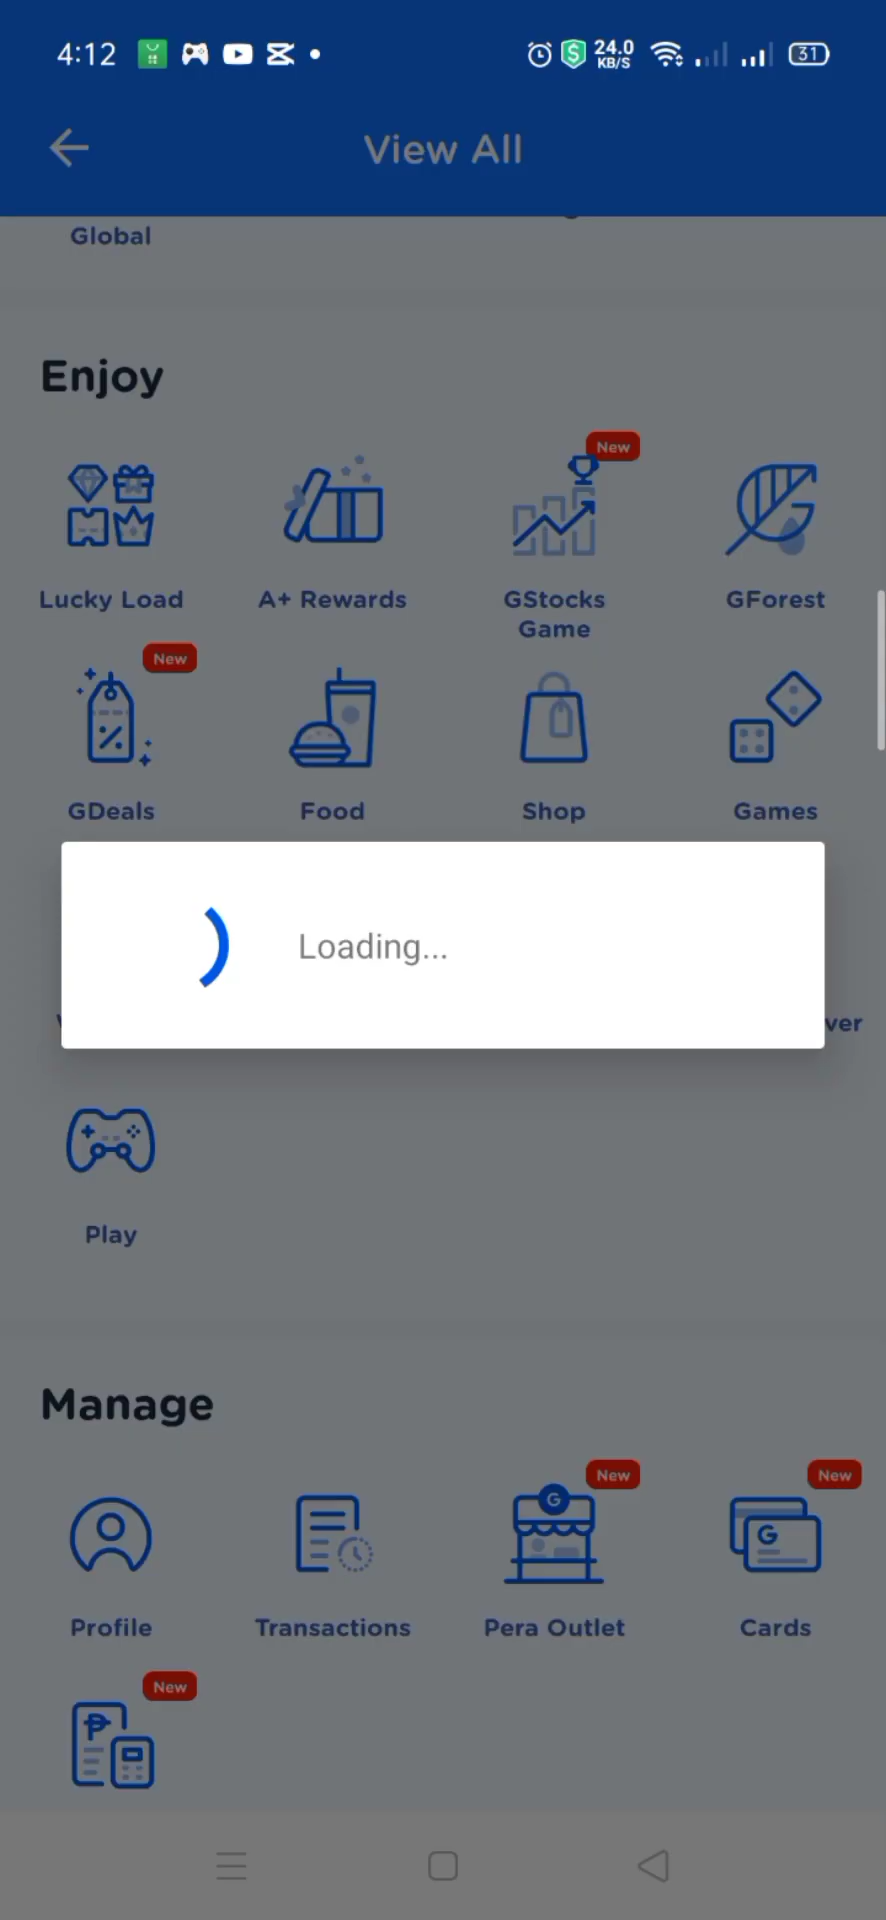 4:12
24.0
KB/S
31
View All
Global
Enjoy
New
Lucky Load
A+ Rewards
GStocks
Game
GForest
New
GDeals
Food
Shop
Games
Loading...
ver
Play
Manage
New
New
Profile
Transactions
Pera Outlet
Cards
New